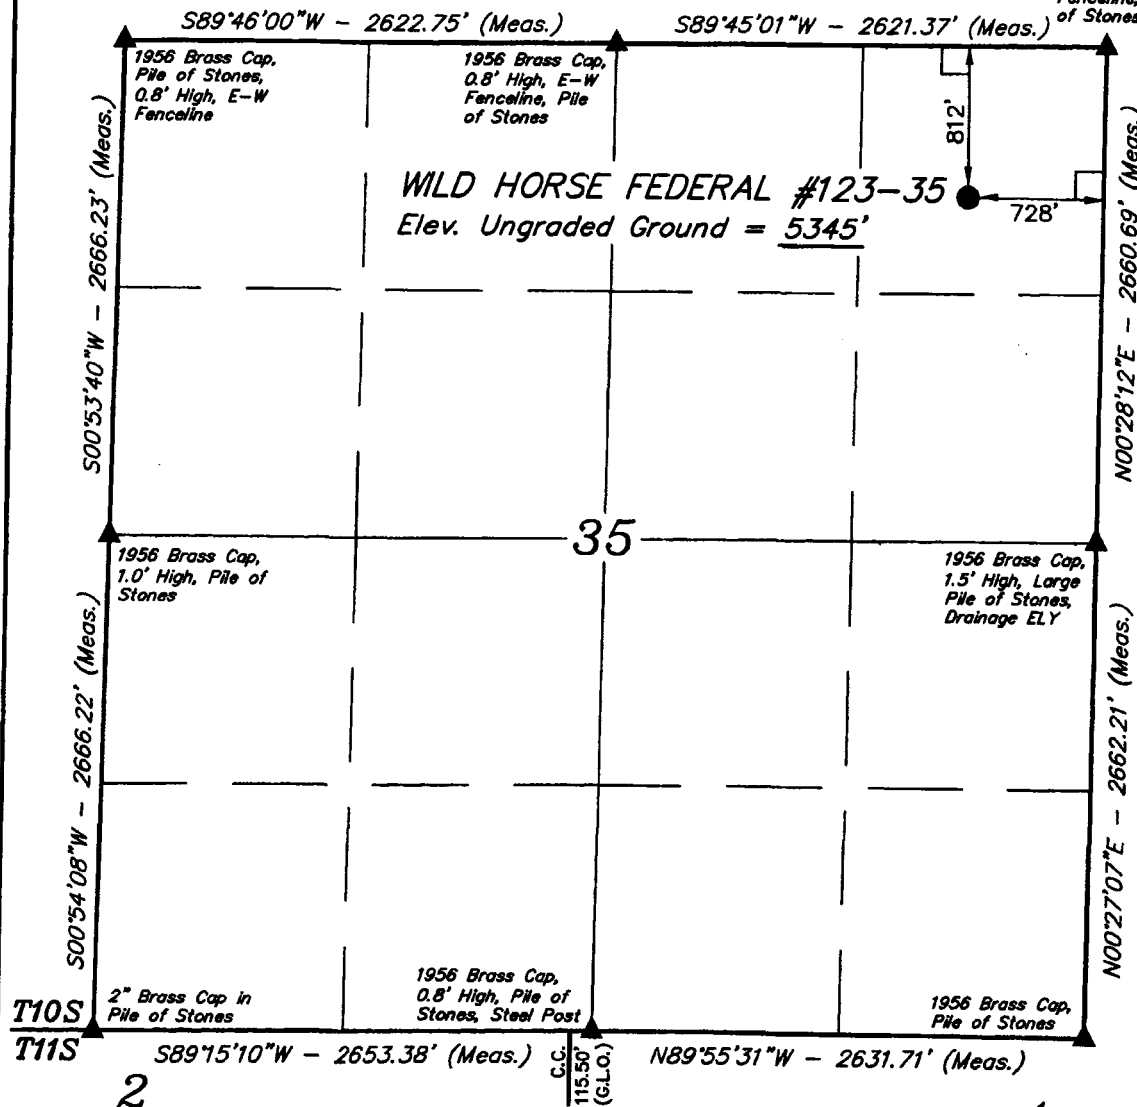 S89°46'00"W - 2622.75' (Meas.)
S89°45'01"W - 2621.37' (Meas.)
of Stones
1956 Brass Cap,
Pile of Stones,
0.8' High, E-W
Fenceline
1956 Brass Cap,
0.8' High, E-W
Fenceline, Pile
of Stones
812'
WILD HORSE FEDERAL #123-35
Elev. Ungraded Ground = 5345'
728'
S00°53'40"W - 2666.23' (Meas.)
N00°28'12"E - 2660.69' (Meas.)
35
1956 Brass Cap,
1.0' High, Pile of
Stones
1956 Brass Cap,
1.5' High, Large
Pile of Stones,
Drainage ELY
S00°54'08"W - 2666.22' (Meas.)
N00°27'07"E - 2662.21' (Meas.)
T10S
T11S
2" Brass Cap in
Pile of Stones
1956 Brass Cap,
0.8' High, Pile of
Stones, Steel Post
1956 Brass Cap,
Pile of Stones
S89°15'10"W - 2653.38' (Meas.)
C.C.
115.50'
(G.L.O.)
N89°55'31"W - 2631.71' (Meas.)
2